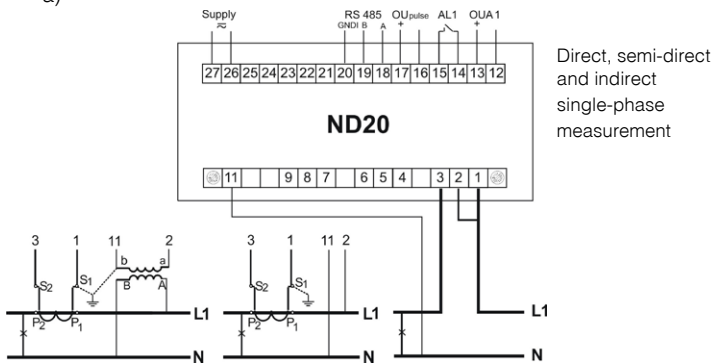 a)
Supply RS 485 OUpulse AL1 OUA 1
GNDI B A + +
27 26 25 24 23 22 21 20 19 18 17 16 15 14 13 12
Direct, semi-direct
and indirect
single-phase
measurement
ND20
11 9 8 7 6 5 4 3 2 1
3 1 11 2 3 1 11 2
b a
S2 S1 B A S2 S1
P2 P1 L1 P2 P1 L1 L1
N N N